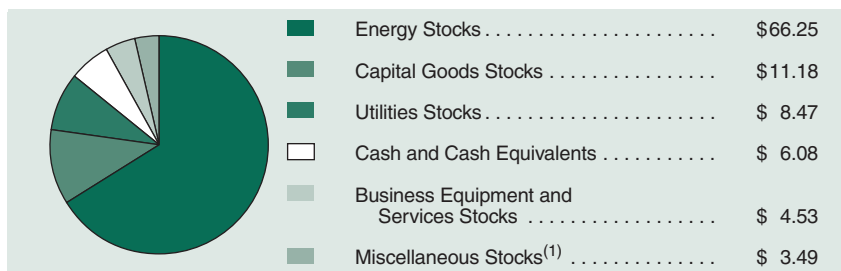 Energy Stocks . . . . . . . . . . . . . . . . . . . . . . $66.25
Capital Goods Stocks . . . . . . . . . . . . . . . . $11.18
Utilities Stocks . . . . . . . . . . . . . . . . . . . . . . $ 8.47
Cash and Cash Equivalents . . . . . . . . . . . $ 6.08
Business Equipment and
Services Stocks . . . . . . . . . . . . . . . . . . $ 4.53
Miscellaneous Stocks(1) . . . . . . . . . . . . . . $ 3.49